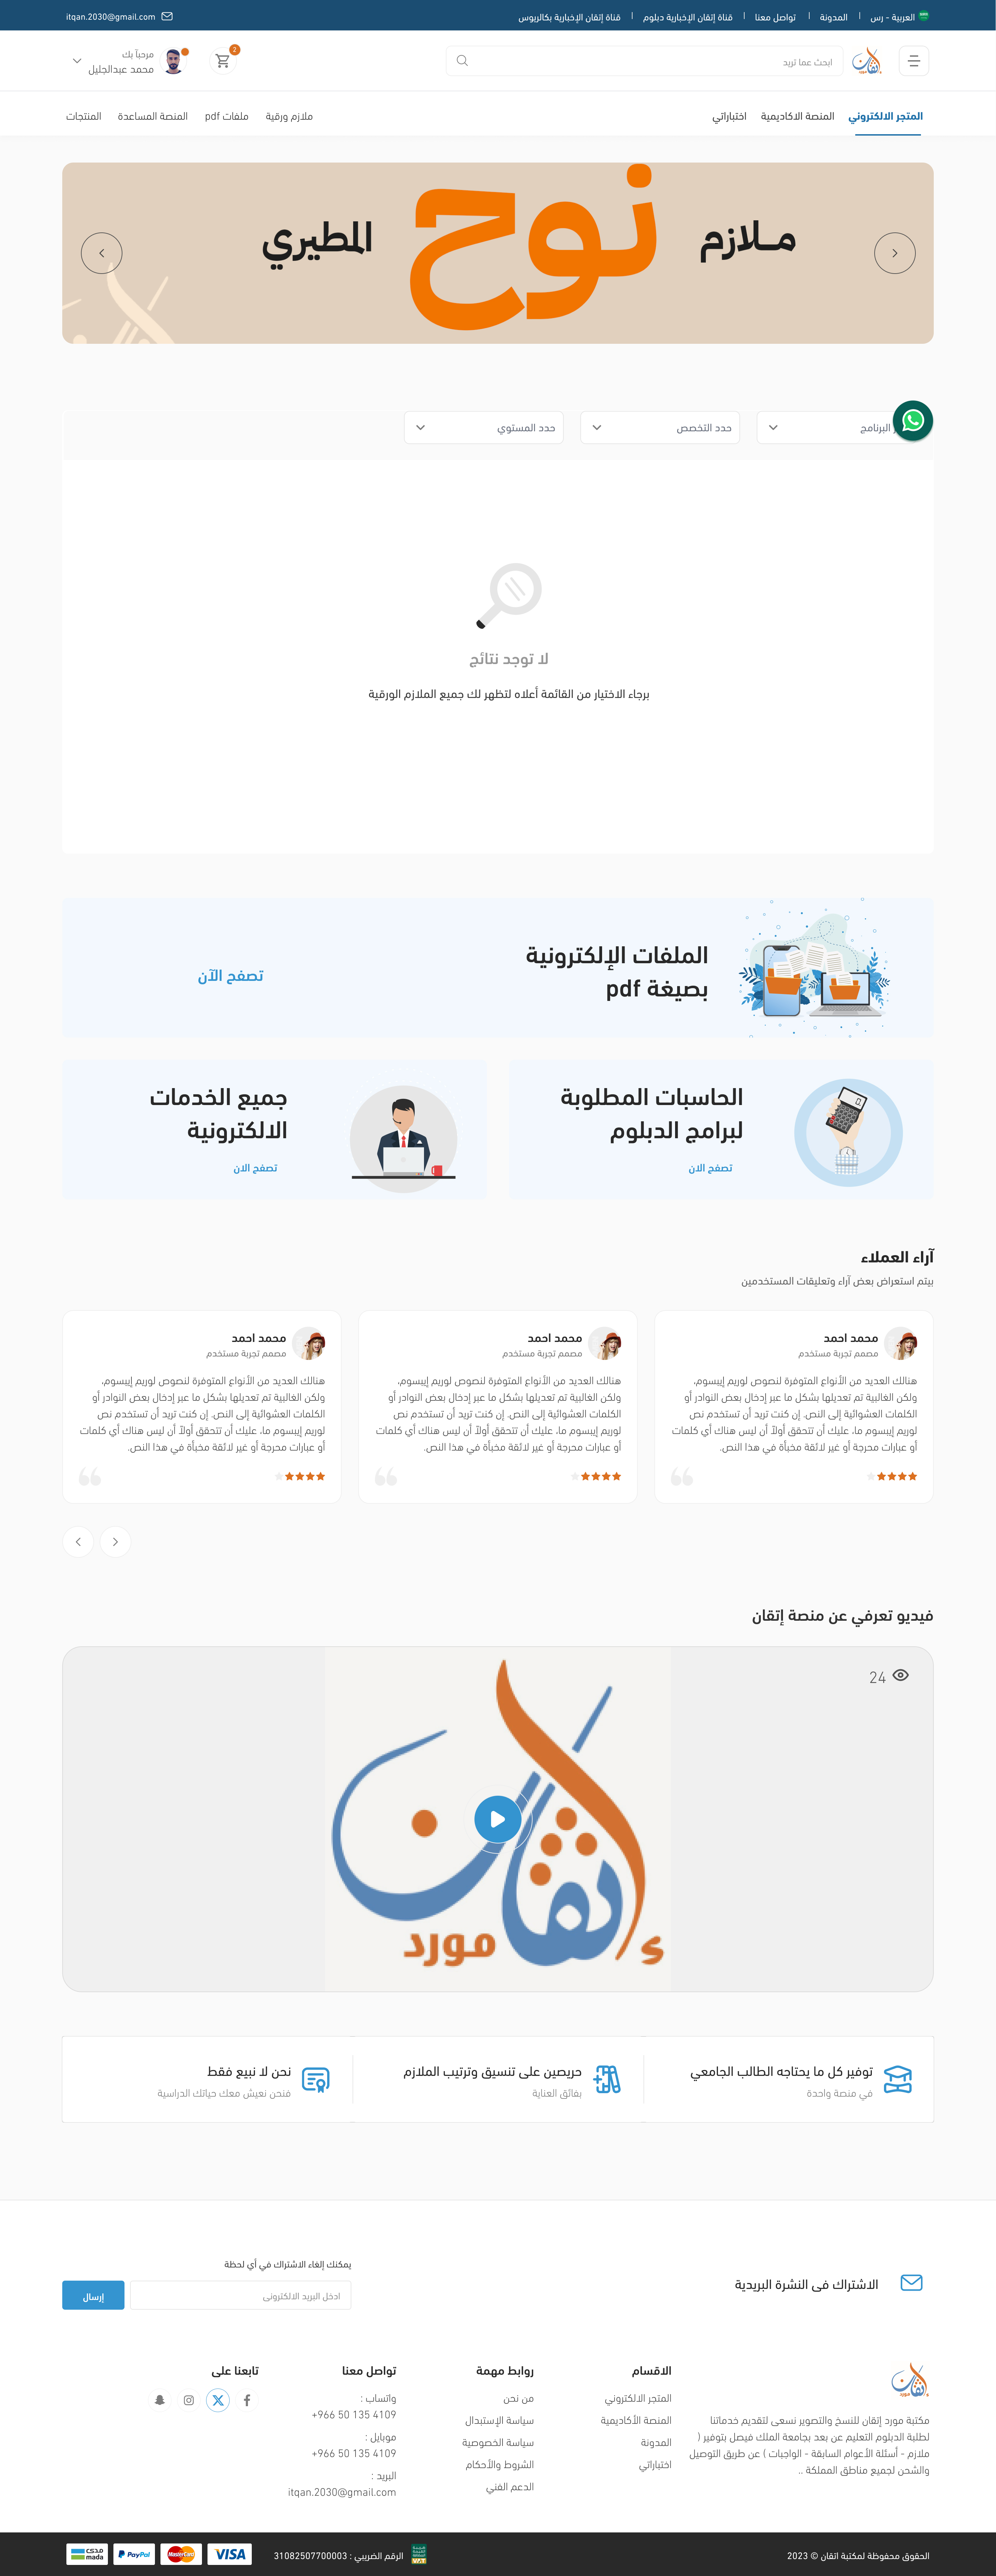 العربية - رس
المدونة
تواصل معنا
قناة إتقان الإخبارية دبلوم
قناة إتقان الإخبارية بكالريوس
itqan.2030@gmail.com
إتقان
ابحث عما تريد
2
مرحباً بك
محمد عبدالجليل
المتجر الالكتروني
المنصة الاكاديمية
اختباراتي
ملازم ورقية
ملفات pdf
المنصة المساعدة
المنتجات
مـلازم
نوح
المطيري
البرنامج
حدد التخصص
حدد المستوي
لا توجد نتائج
برجاء الاختيار من القائمة أعلاه لتظهر لك جميع الملازم الورقية
الملفات الإلكترونية
بصيغة pdf
تصفح الآن
الحاسبات المطلوبة
لبرامج الدبلوم
تصفح الان
جميع الخدمات
الالكترونية
تصفح الان
آراء العملاء
بيتم استعراض بعض آراء وتعليقات المستخدمين
محمد احمد
مصمم تجربة مستخدم
هنالك العديد من الأنواع المتوفرة لنصوص لوريم إيبسوم،
ولكن الغالبية تم تعديلها بشكل ما عبر إدخال بعض النوادر أو
الكلمات العشوائية إلى النص. إن كنت تريد أن تستخدم نص
لوريم إيبسوم ما، عليك أن تتحقق أولاً أن ليس هناك أي كلمات
أو عبارات محرجة أو غير لائقة مخبأة في هذا النص.
محمد احمد
مصمم تجربة مستخدم
هنالك العديد من الأنواع المتوفرة لنصوص لوريم إيبسوم،
ولكن الغالبية تم تعديلها بشكل ما عبر إدخال بعض النوادر أو
الكلمات العشوائية إلى النص. إن كنت تريد أن تستخدم نص
لوريم إيبسوم ما، عليك أن تتحقق أولاً أن ليس هناك أي كلمات
أو عبارات محرجة أو غير لائقة مخبأة في هذا النص.
محمد احمد
مصمم تجربة مستخدم
هنالك العديد من الأنواع المتوفرة لنصوص لوريم إيبسوم،
ولكن الغالبية تم تعديلها بشكل ما عبر إدخال بعض النوادر أو
الكلمات العشوائية إلى النص. إن كنت تريد أن تستخدم نص
لوريم إيبسوم ما، عليك أن تتحقق أولاً أن ليس هناك أي كلمات
أو عبارات محرجة أو غير لائقة مخبأة في هذا النص.
فيديو تعرفي عن منصة إتقان
24
إتقان
مورد
توفير كل ما يحتاجه الطالب الجامعي
في منصة واحدة
حريصين على تنسيق وترتيب الملازم
بفائق العناية
نحن لا نبيع فقط
فنحن نعيش معك حياتك الدراسية
الاشتراك فى النشرة البريدية
يمكنك إلغاء الاشتراك في أي لحظة
ادخل البريد الالكترونى
إرسال
إتقان
مورد
مكتبة مورد إتقان للنسخ والتصوير نسعى لتقديم خدماتنا
لطلبة الدبلوم التعليم عن بعد بجامعة الملك فيصل بتوفير (
ملازم - أسئلة الأعوام السابقة - الواجبات ) عن طريق التوصيل
والشحن لجميع مناطق المملكة ..
الاقسام
المتجر الالكتروني
المنصة الأكاديمية
المدونة
اختباراتي
روابط مهمة
من نحن
سياسة الإستبدال
سياسة الخصوصية
الشروط والأحكام
الدعم الفني
تواصل معنا
واتساب :
+966 50 135 4109
موبايل :
+966 50 135 4109
البريد :
itqan.2030@gmail.com
تابعنا على
الحقوق محفوظة لمكتبة اتقان © 2023
VAT
الرقم الضريبي : 31082507700003
VISA
MasterCard
PayPal
مدى
mada